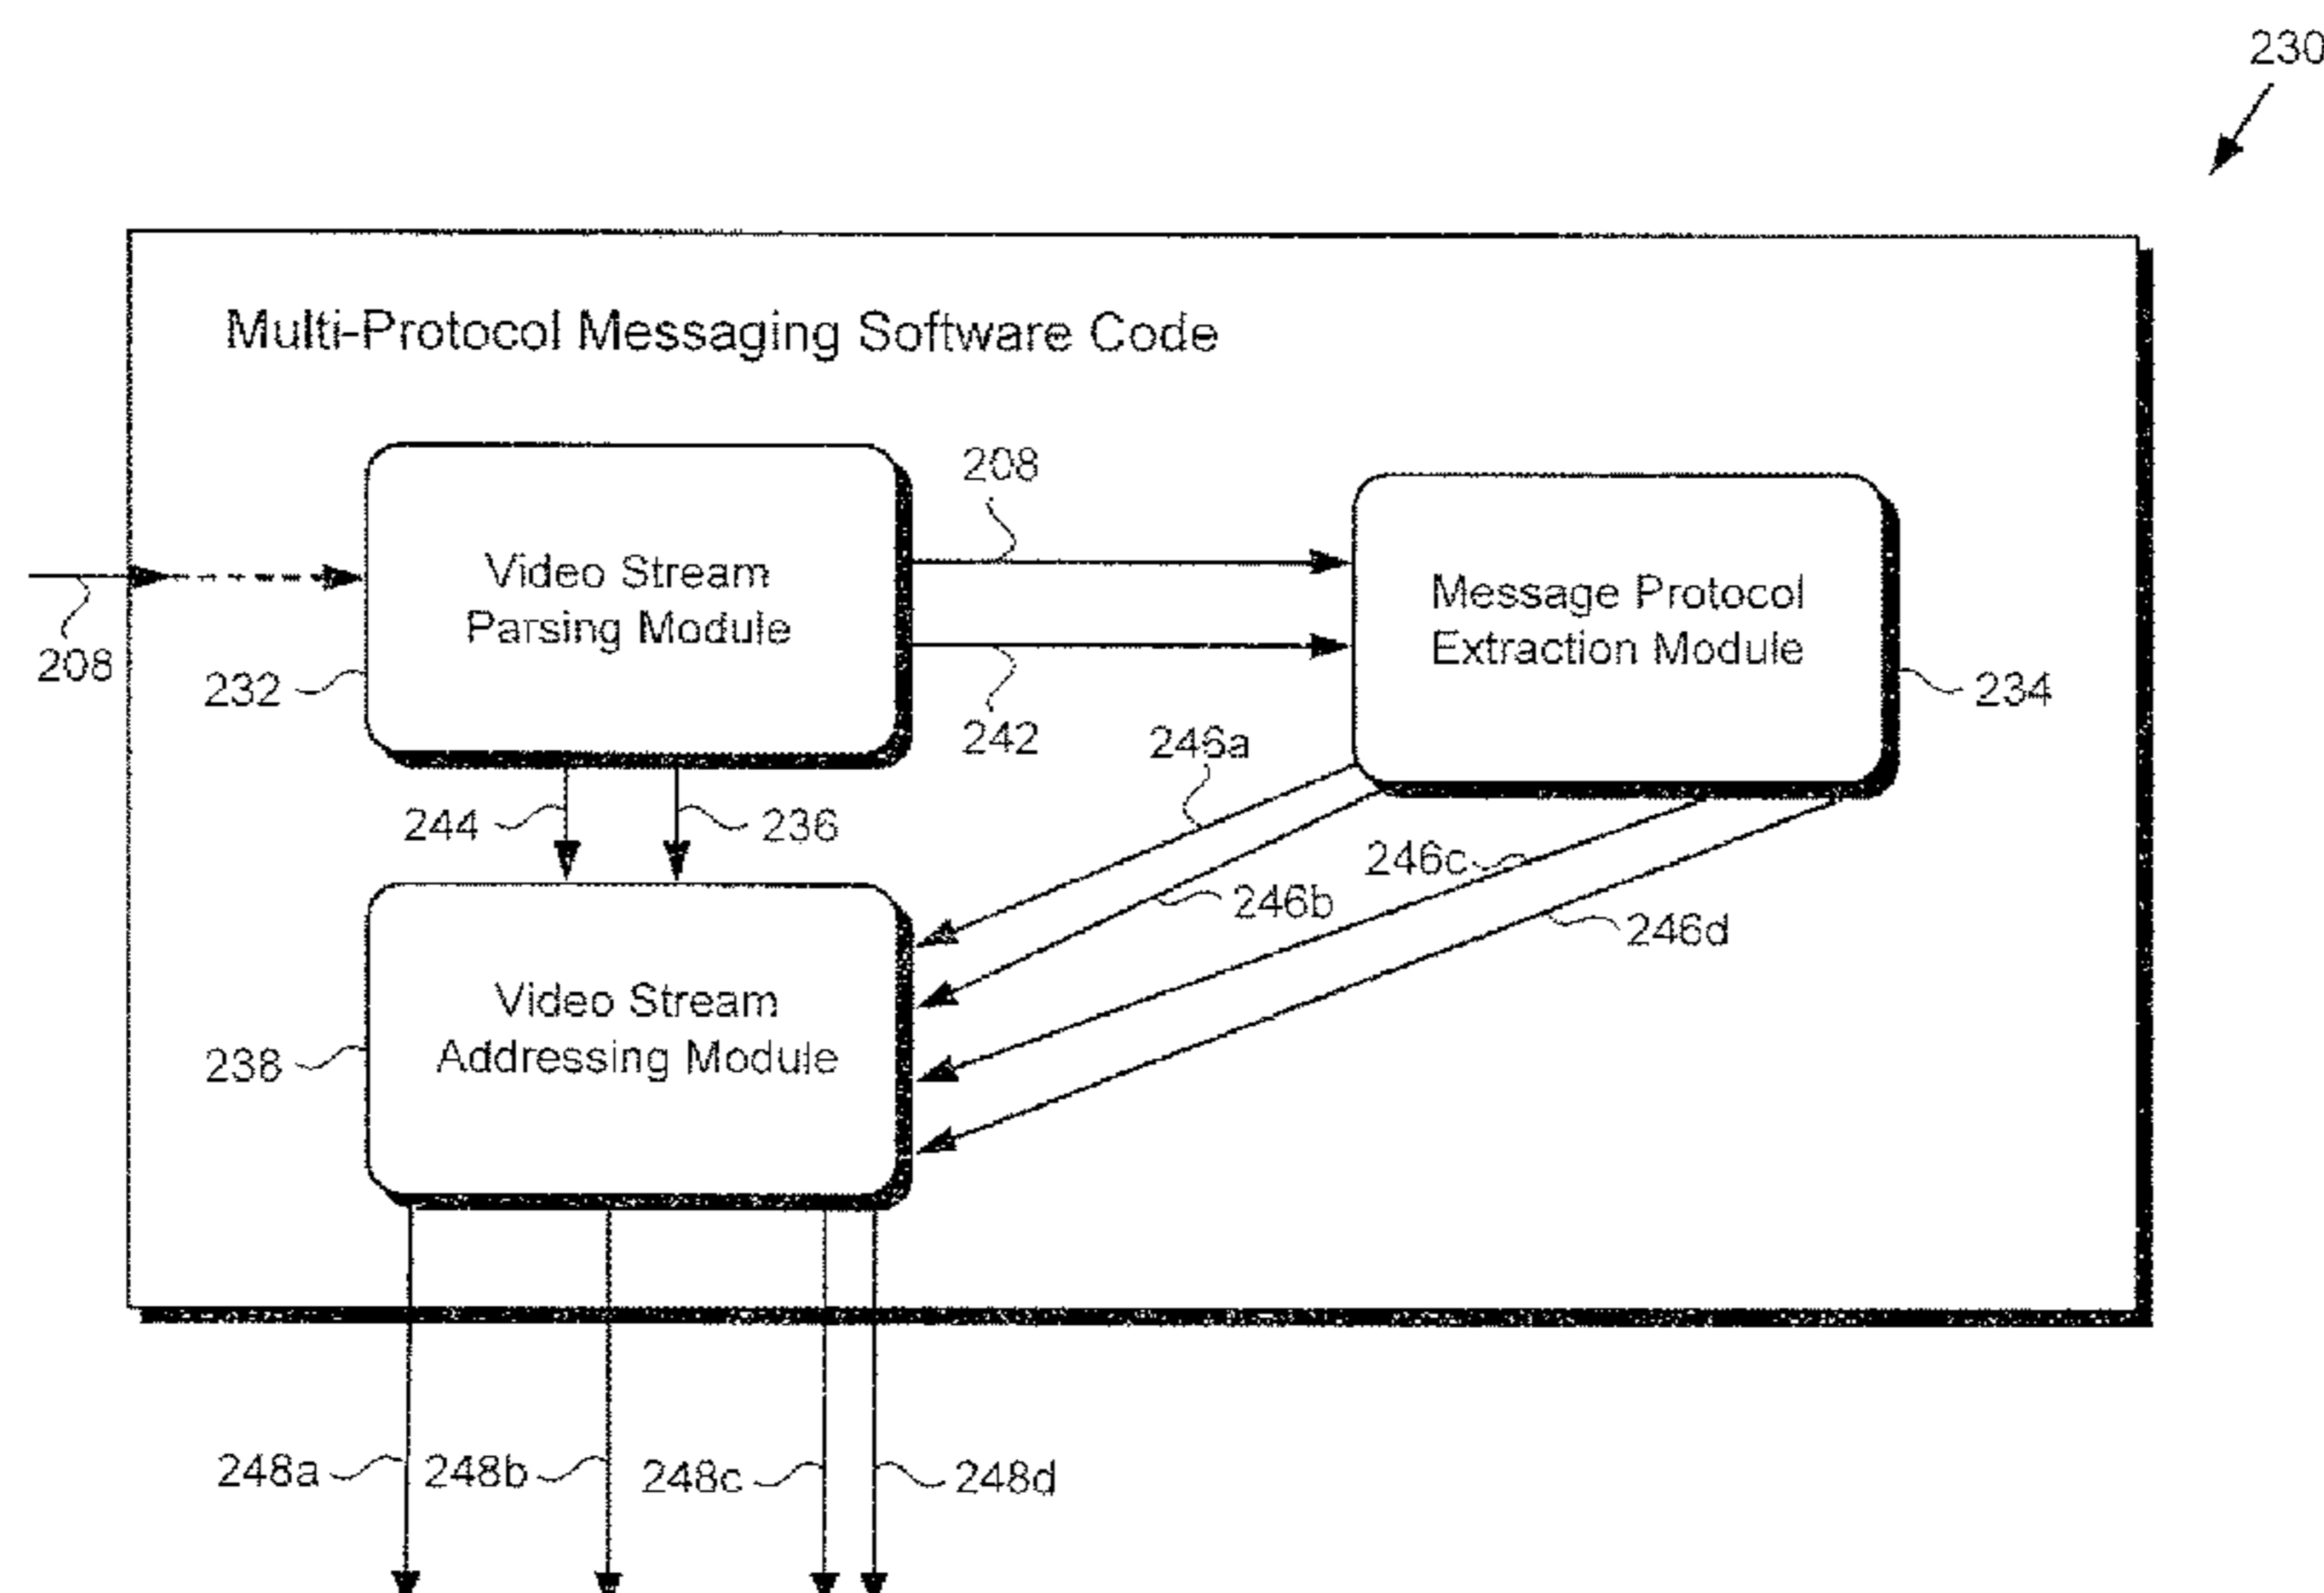 230
Multi-Protocol Messaging Software Code
208
Video Stream
Parsing Module
Message Protocol
Extraction Module
208
232
242
234
246a
244
236
246c
246b
246d
Video Stream
Addressing Module
238
248a
248b
248c
248d